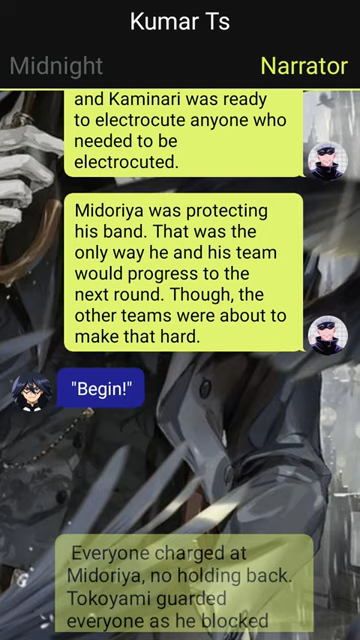 Kumar Ts
Midnight
Narrator
and Kaminari was ready
to electrocute anyone who
needed to be
electrocuted.
Midoriya was protecting
his band. That was the
only way he and his team
would progress to the
next round. Though, the
other teams were about to
make that hard.
"Begin!"
Everyone charged at
Midoriya, no holding back.
Tokoyami guarded
everyone as he blocked